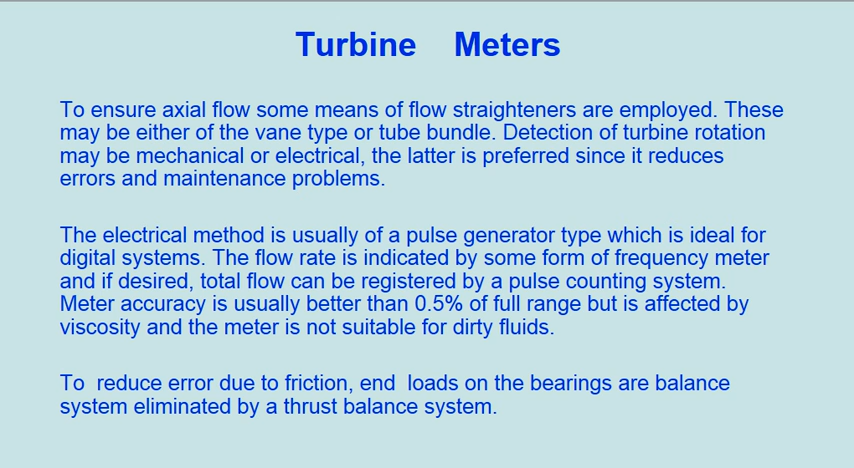 Turbine Meters
To ensure axial flow some means of flow straighteners are employed. These
may be either of the vane type or tube bundle. Detection of turbine rotation
may be mechanical or electrical, the latter is preferred since it reduces
errors and maintenance problems.
The electrical method is usually of a pulse generator type which is ideal for
digital systems. The flow rate is indicated by some form of frequency meter
and if desired, total flow can be registered by a pulse counting system.
Meter accuracy is usually better than 0.5% of full range but is affected by
viscosity and the meter is not suitable for dirty fluids.
To reduce error due to friction, end loads on the bearings are balance
system eliminated by a thrust balance system.